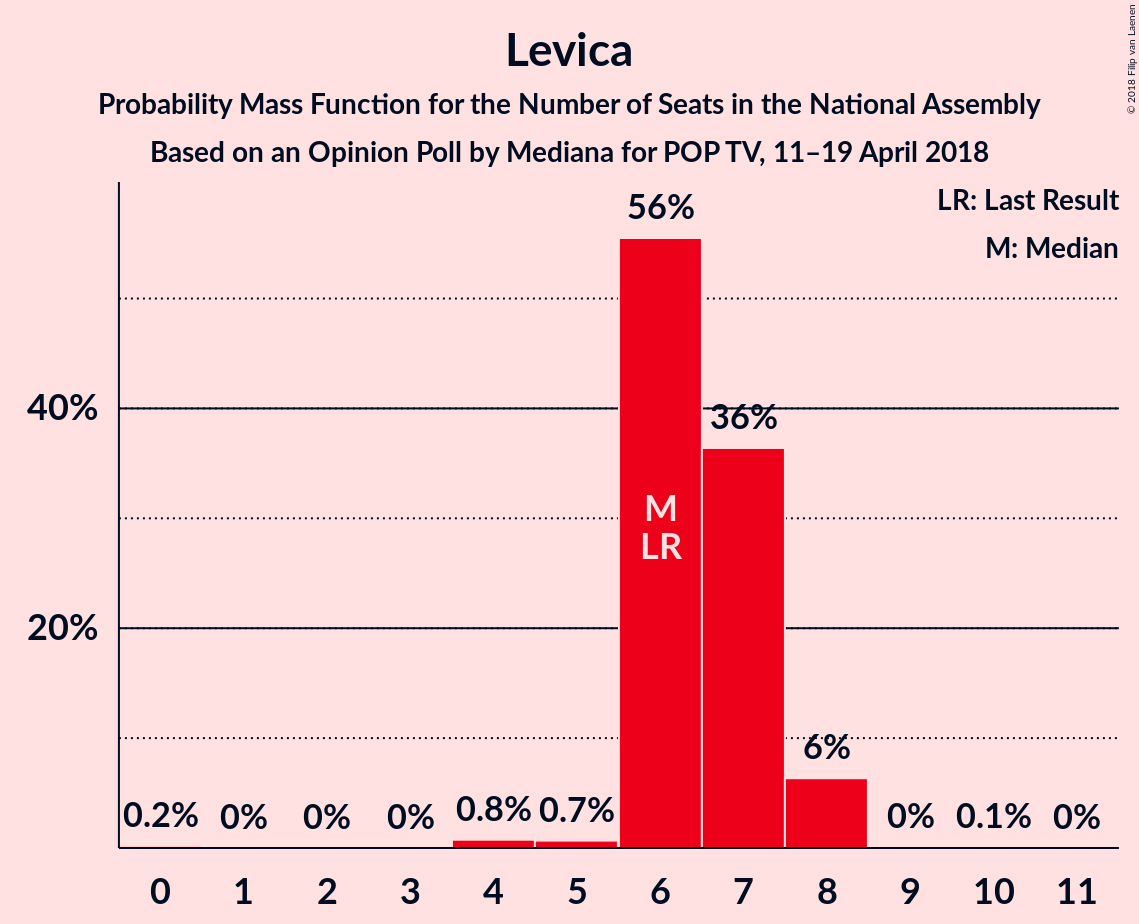 Levica
Probability Mass Function for the Number of Seats in the National Assembly
Based on an Opinion Poll by Mediana for POP TV, 11–19 April 2018
© 2018 Filip van Laenen
LR: Last Result
M: Median
56%
40%
36%
M
LR
20%
6%
0.2% 0% 0% 0% 0.8% 0.7% 0% 0.1% 0%
0 1 2 3 4 5 6 7 8 9 10 11